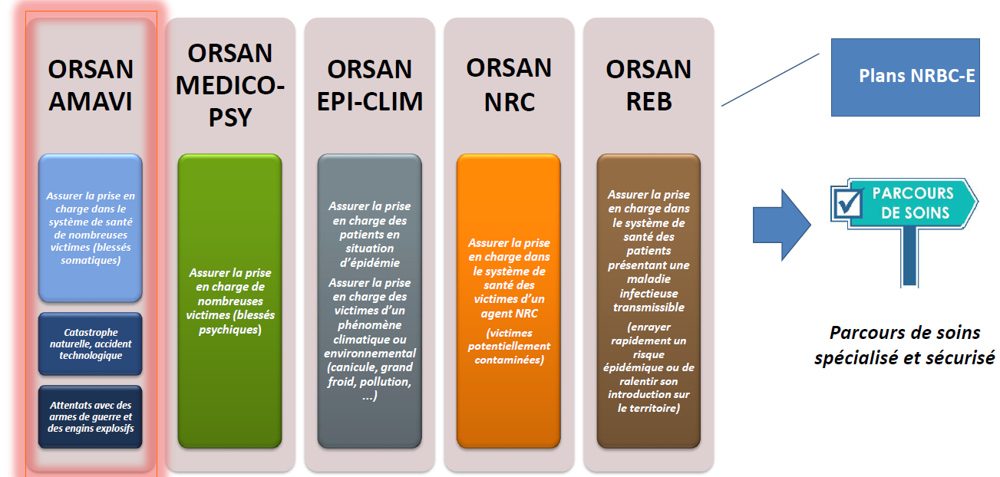 ORSAN
AMAVI
Assurer la prise en
charge dans le
système de santé
de nombreuses
victimes (blessés
somatiques)
Catastrophe
naturelle, accident
technologique
Attentats avec des
armes de guerre et
des engins explosifs
ORSAN
MEDICO-
PSY
Assurer la prise
en charge de
nombreuses
victimes (blessés
psychiques)
ORSAN
EPI-CLIM
Assurer la prise
en charge des
patients en
situation
d'épidémie
Assurer la prise
en charge des
victimes d'un
phénomène
climatique ou
environnemental
(canicule, grand
froid, pollution,
...)
ORSAN
NRC
Assurer la prise
en charge dans
le système de
santé des
victimes d'un
agent NRC
(victimes
potentiellement
contaminées)
ORSAN
REB
Assurer la prise
en charge dans
le système de
santé des
patients
présentant une
maladie
infectieuse
transmissible
(enrayer
rapidement un
risque
épidémique ou de
ralentir son
introduction sur
le territoire)
Plans NRBC-E
PARCOURS
DE SOINS
Parcours de soins
spécialisé et sécurisé